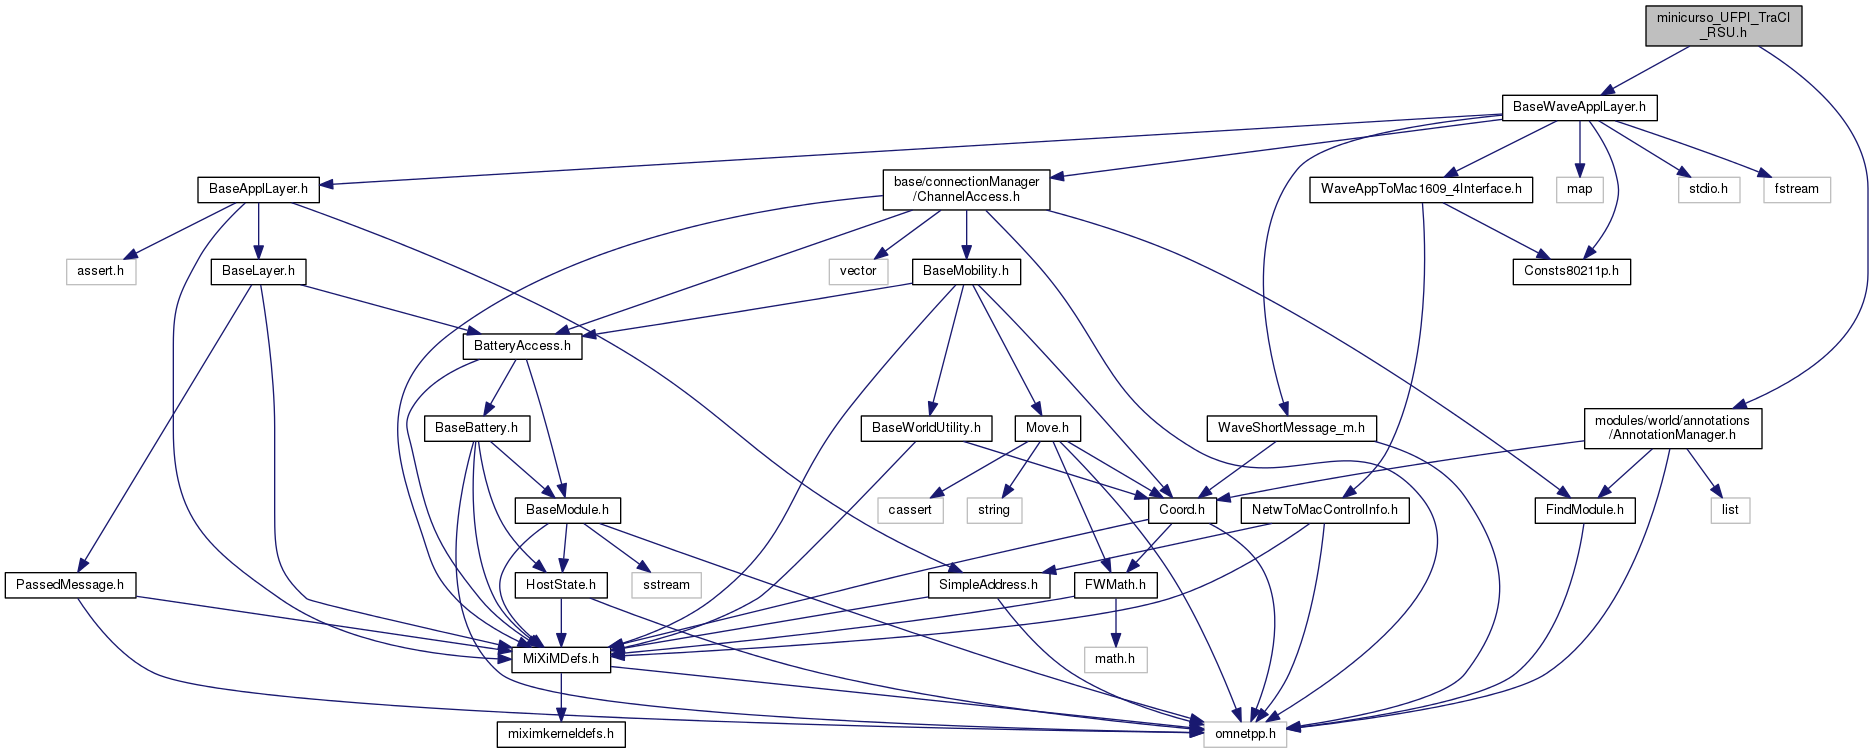 minicurso_UFPI_TraCI
_RSU.h
BaseWaveApplLayer.h
BaseApplLayer.h
base/connectionManager
/ChannelAccess.h
WaveAppToMac1609_4Interface.h
map
stdio.h
fstream
assert.h
BaseLayer.h
vector
BaseMobility.h
Consts80211p.h
BatteryAccess.h
BaseBattery.h
BaseWorldUtility.h
Move.h
WaveShortMessage_m.h
modules/world/annotations
/AnnotationManager.h
BaseModule.h
cassert
string
Coord.h
NetwToMacControlInfo.h
FindModule.h
list
PassedMessage.h
HostState.h
sstream
SimpleAddress.h
FWMath.h
MiXiMDefs.h
math.h
miximkerneldefs.h
omnetpp.h